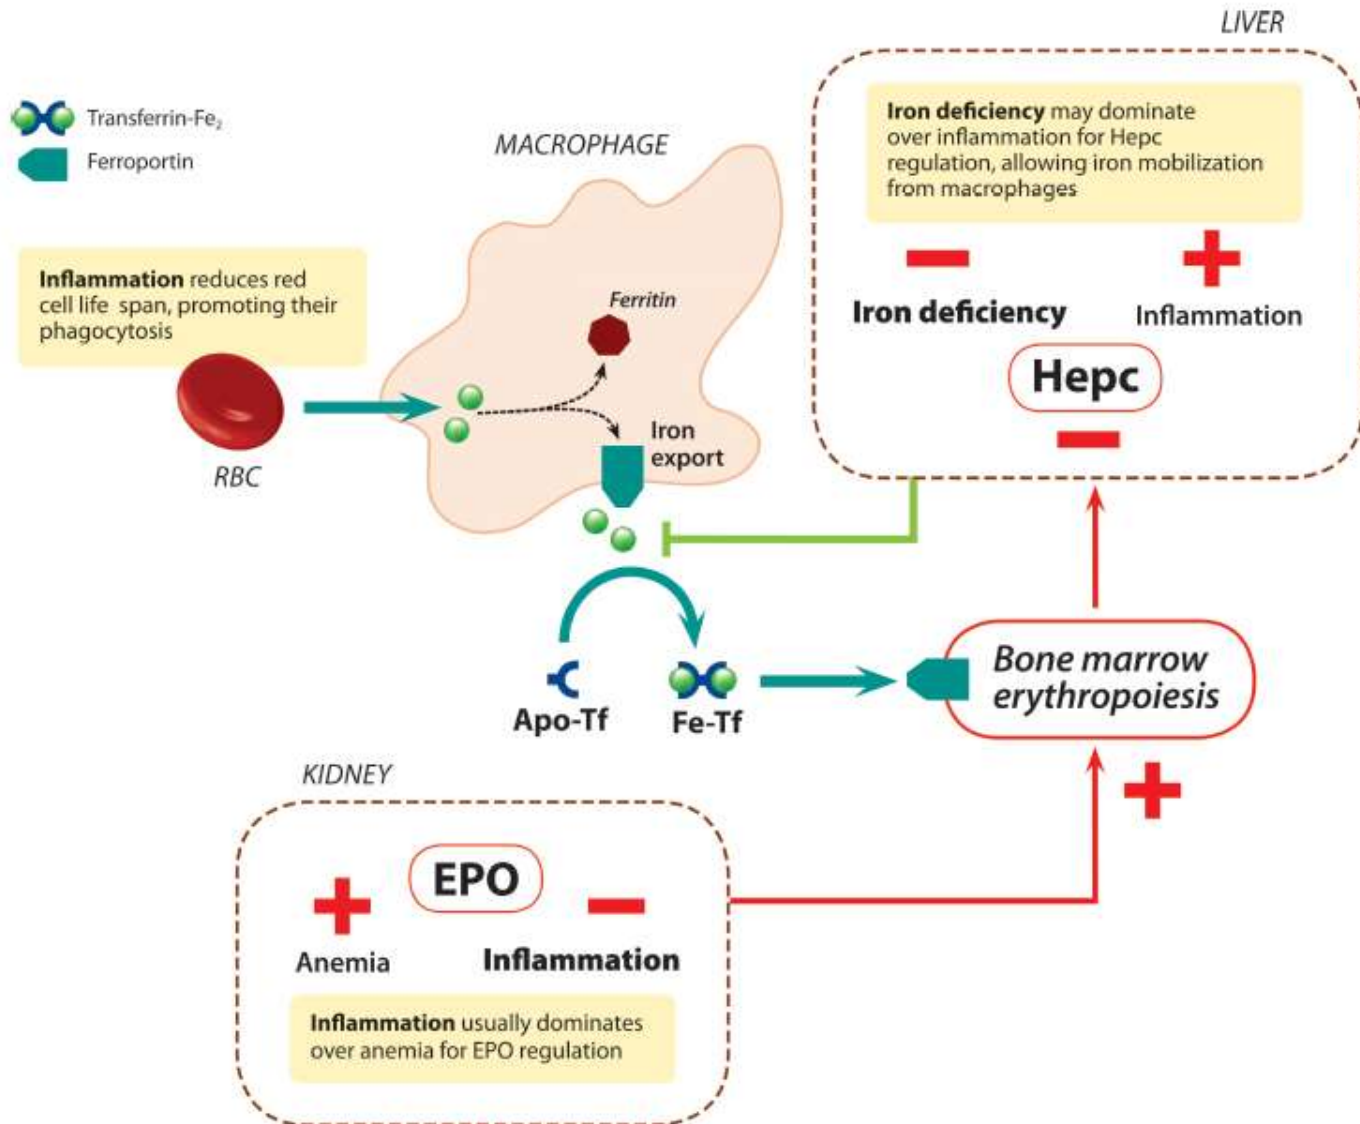 LIVER
Transferrin-Fe₂
Ferroportin
MACROPHAGE
Iron deficiency may dominate
over inflammation for Hepc
regulation, allowing iron mobilization
from macrophages
Inflammation reduces red
cell life span, promoting their
phagocytosis
Ferritin
Iron deficiency
Inflammation
Hepc
Iron
export
RBC
Bone marrow
erythropoiesis
Apo-Tf
Fe-Tf
KIDNEY
EPO
Anemia
Inflammation
Inflammation usually dominates
over anemia for EPO regulation